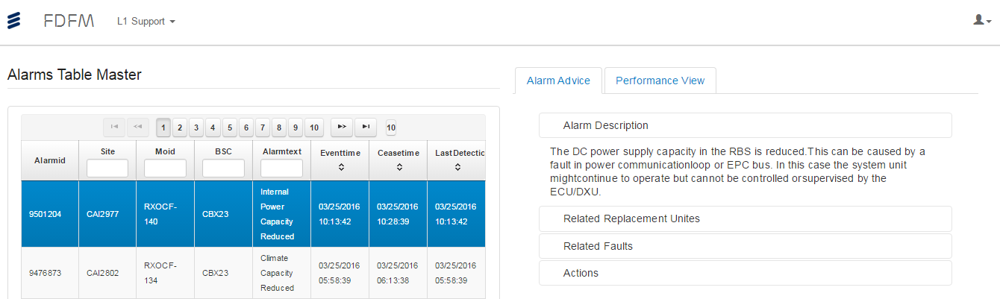 FDFM
L1 Support
Alarms Table Master
1 2 3 4 5 6 7 8 9 10 10
Alarmid Site Moid BSC Alarmtext Eventtime Ceasetime LastDetectio
9501204 CAI2977 RXOCF- CBX23 Internal 03/25/2016 03/25/2016 03/25/2016
140 Power 10:13:42 10:28:39 10:13:42
Capacity
Reduced
9476873 CAI2802 RXOCF- CBX23 Climate 03/25/2016 03/25/2016 03/25/2016
134 Capacity 05:58:39 06:13:38 05:58:39
Reduced
Alarm Advice Performance View
Alarm Description
The DC power supply capacity in the RBS is reduced.This can be caused by a
fault in power communicationloop or EPC bus. In this case the system unit
mightcontinue to operate but cannot be controlled orsupervised by the
ECU/DXU.
Related Replacement Unites
Related Faults
Actions